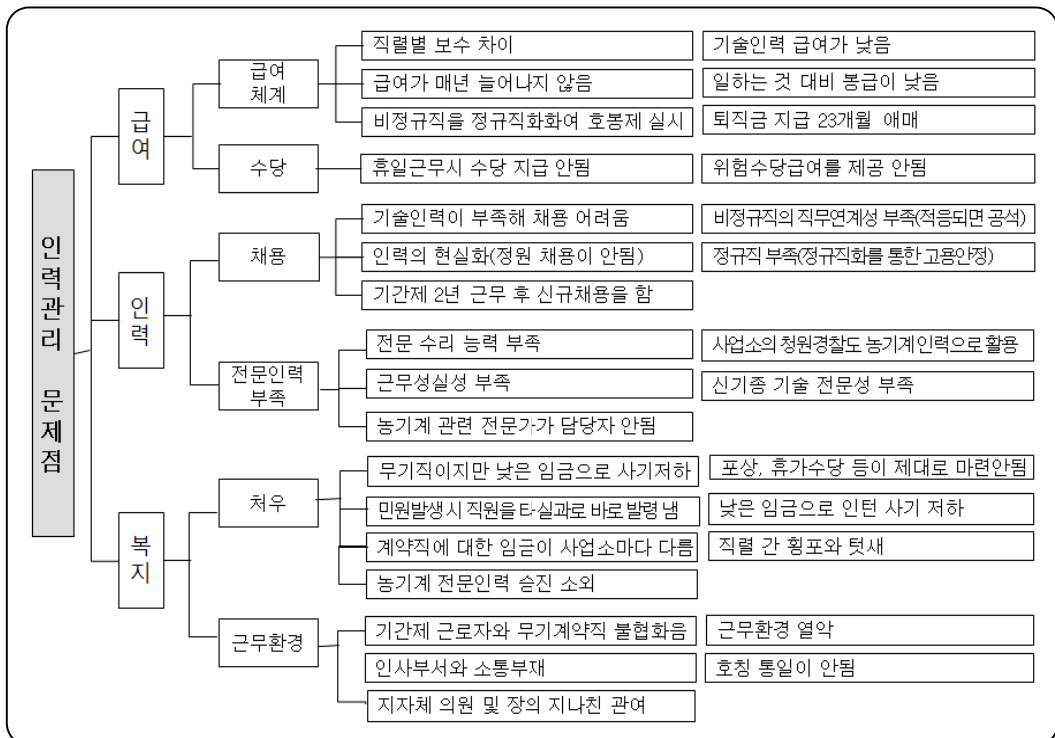 인력관리 문제점
급여
급여
체계
직렬별 보수 차이
기술인력 급여가 낮음
급여가 매년 늘어나지 않음
일하는 것 대비 봉급이 낮음
비정규직을 정규직화화여 호봉제 실시
퇴직금 지급 23개월 애매
수당
휴일근무시 수당 지급 안됨
위험수당급여를 제공 안됨
인력
채용
기술인력이 부족해 채용 어려움
비정규직의 직무연계성 부족(적응되면 공석)
인력의 현실화(정원 채용이 안됨)
정규직 부족(정규직화를 통한 고용안정)
기간제 2년 근무 후 신규채용을 함
전문인력
부족
전문 수리 능력 부족
사업소의 청원경찰도 농기계 인력으로 활용
근무성실성 부족
신기종 기술 전문성 부족
농기계 관련 전문가가 담당자 안됨
복지
처우
무기직이지만 낮은 임금으로 사기저하
포상, 휴가수당 등이 제대로 마련안됨
민원발생시 직원을 타실과로 바로 발령 냄
낮은 임금으로 인턴 사기 저하
계약직에 대한 임금이 사업소마다 다름
직렬 간 횡포와 텃새
농기계 전문인력 승진 소외
근무환경
기간제 근로자와 무기계약직 불협화음
근무환경 열악
인사부서와 소통부재
호칭 통일이 안됨
지자체 의원 및 장의 지나친 관여